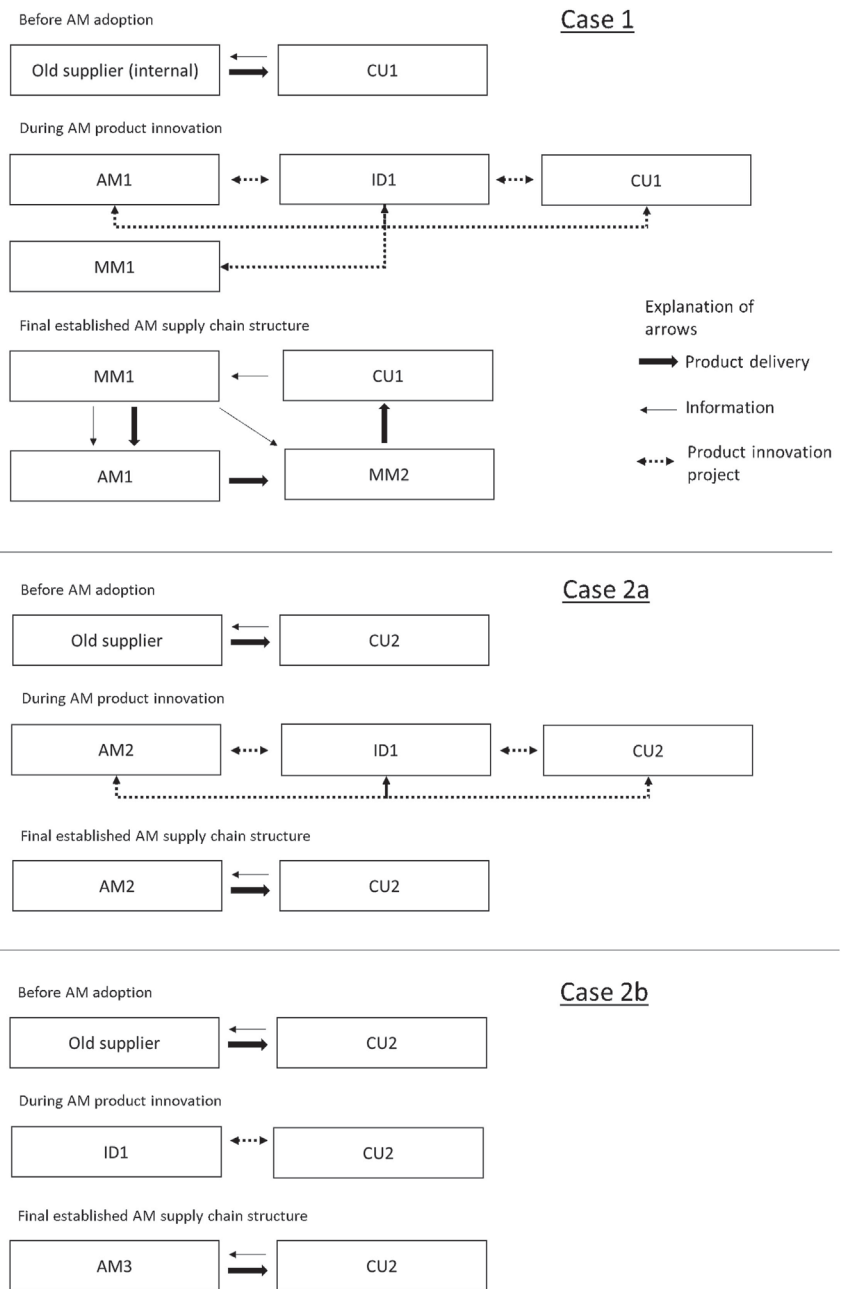 Before AM adoption
Case 1
Old supplier (internal)
CU1
During AM product innovation
AM1
ID1
CU1
MM1
Final established AM supply chain structure
MM1
CU1
AM1
MM2
Explanation of
arrows
Product delivery
Information
Product innovation
project
Before AM adoption
Case 2a
Old supplier
CU2
During AM product innovation
AM2
ID1
CU2
Final established AM supply chain structure
AM2
CU2
Before AM adoption
Case 2b
Old supplier
CU2
During AM product innovation
ID1
CU2
Final established AM supply chain structure
AM3
CU2